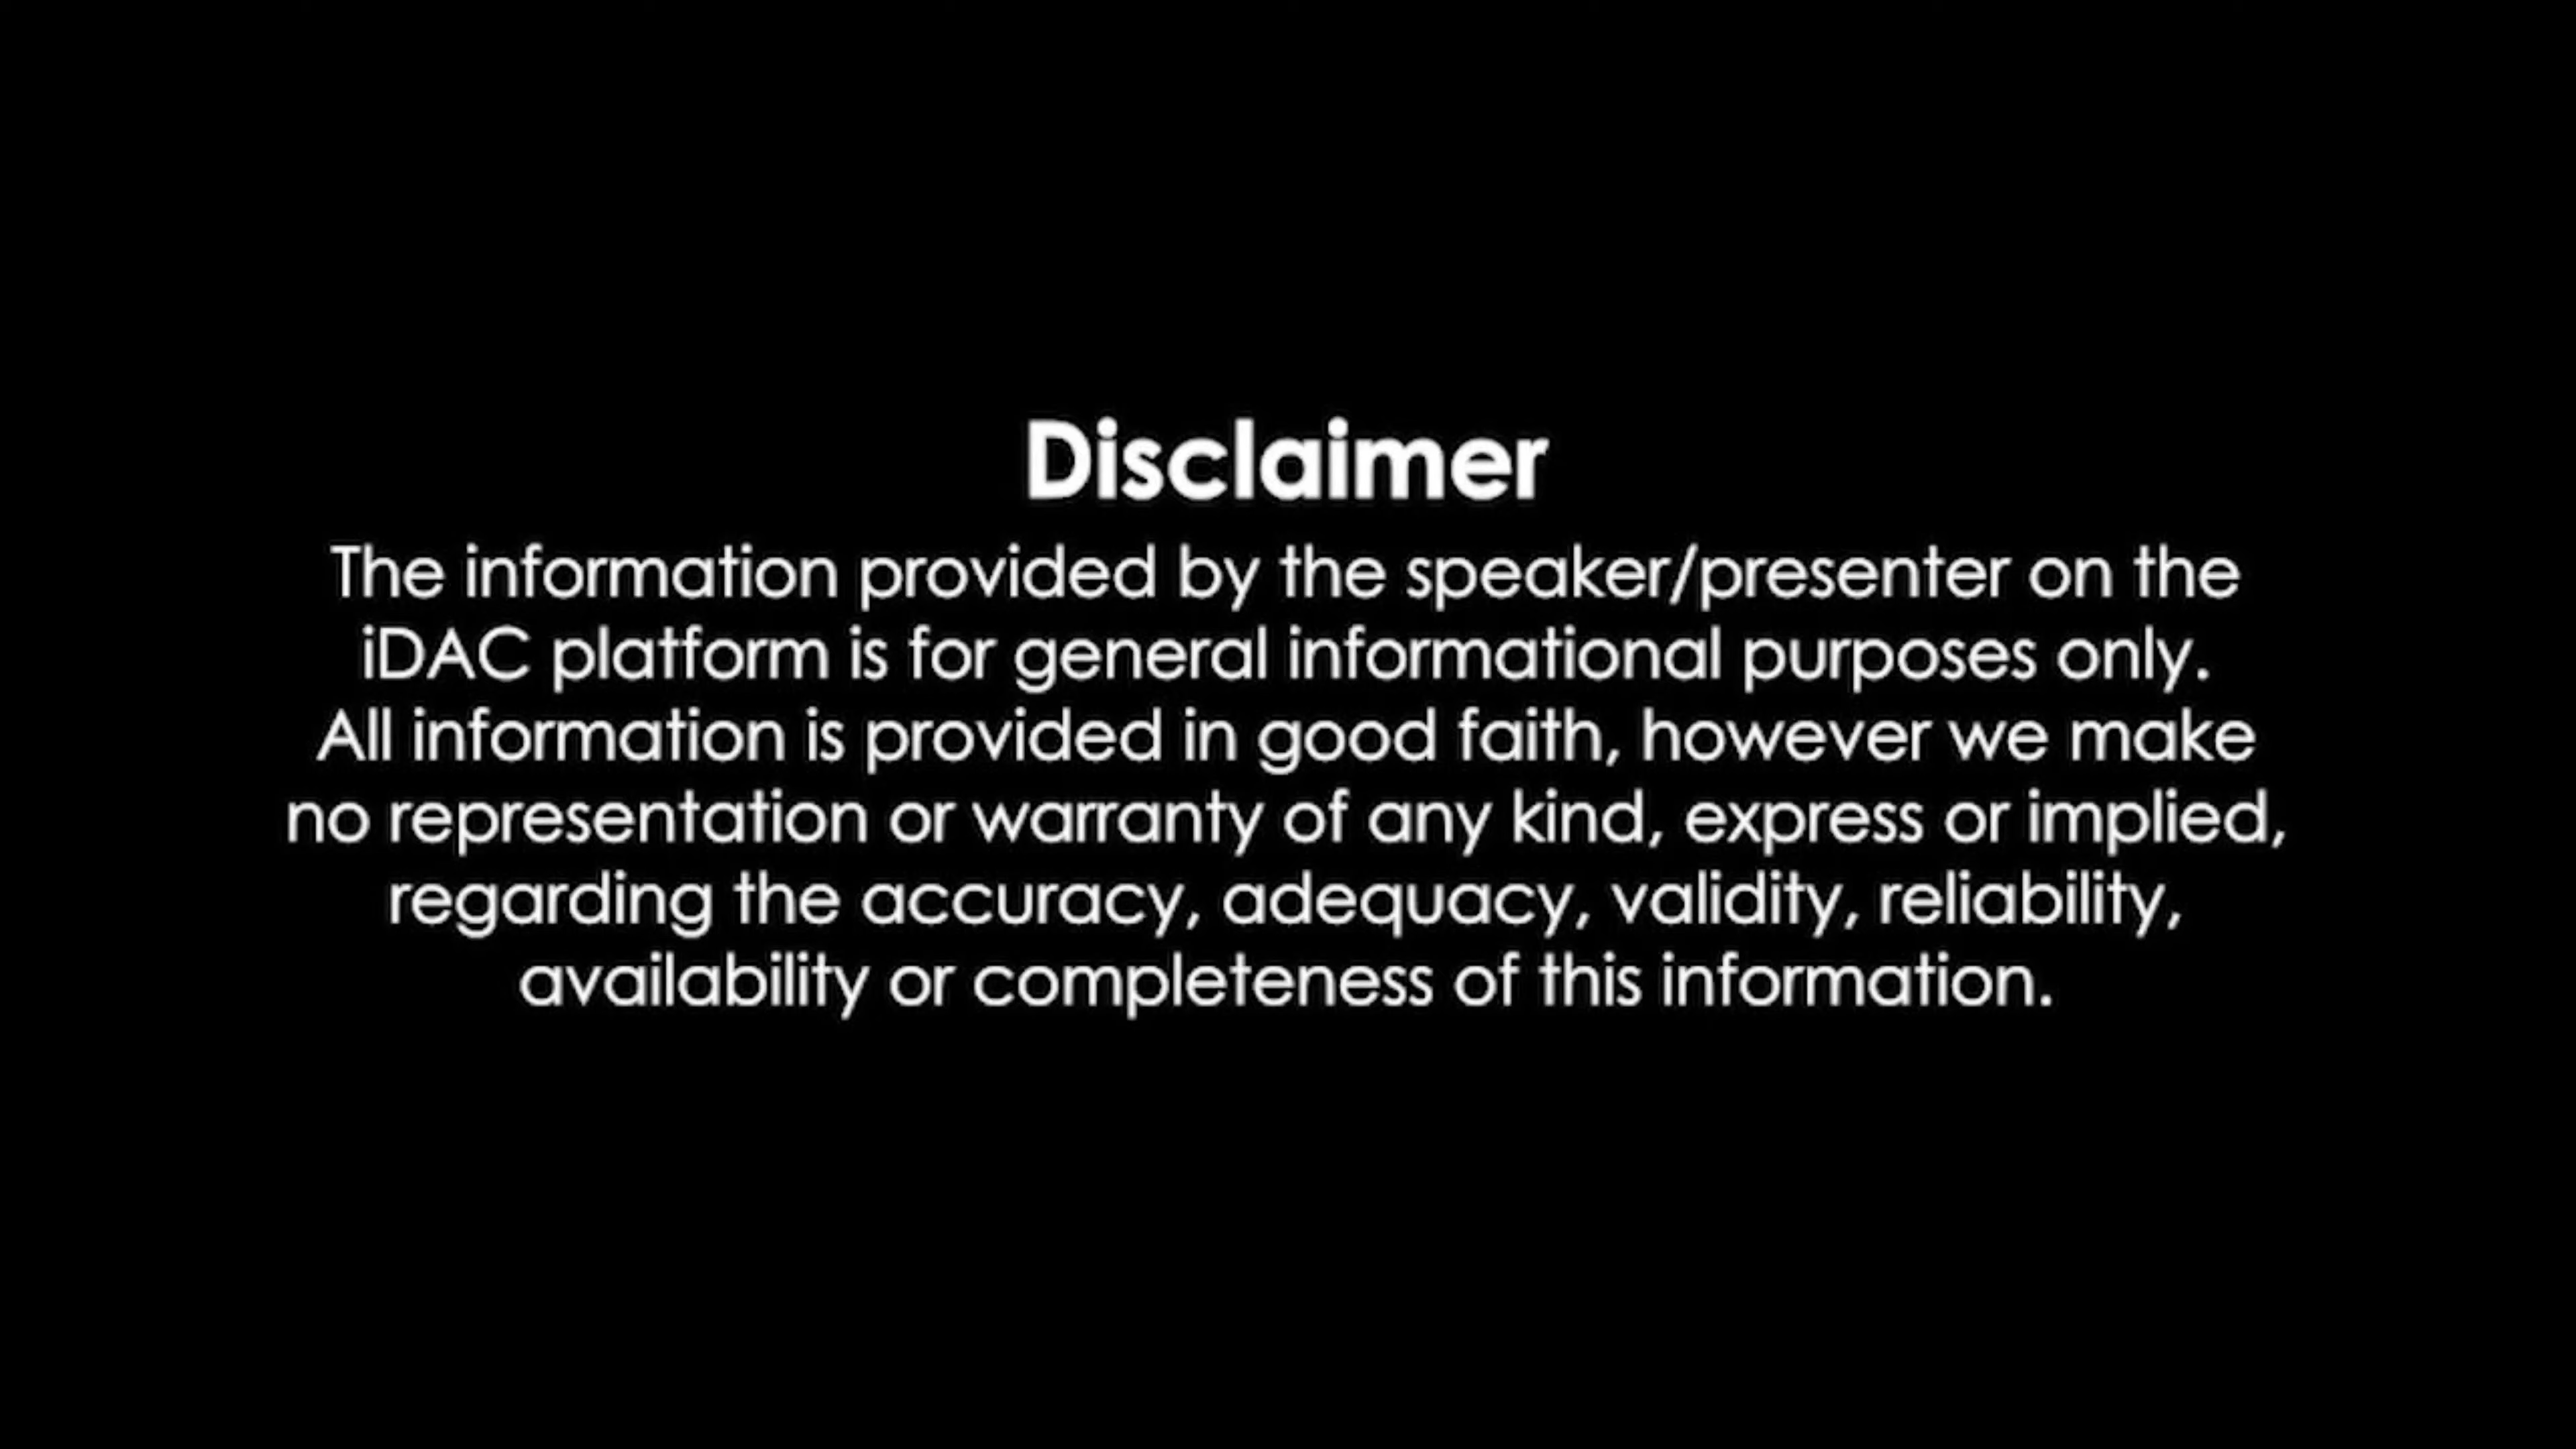 Disclaimer
The information provided by the speaker/presenter on the
iDAC platform is for general informational purposes only.
All information is provided in good faith, however we make
no representation or warranty of any kind, express or implied,
regarding the accuracy, adequacy, validity, reliability,
availability or completeness of this information.